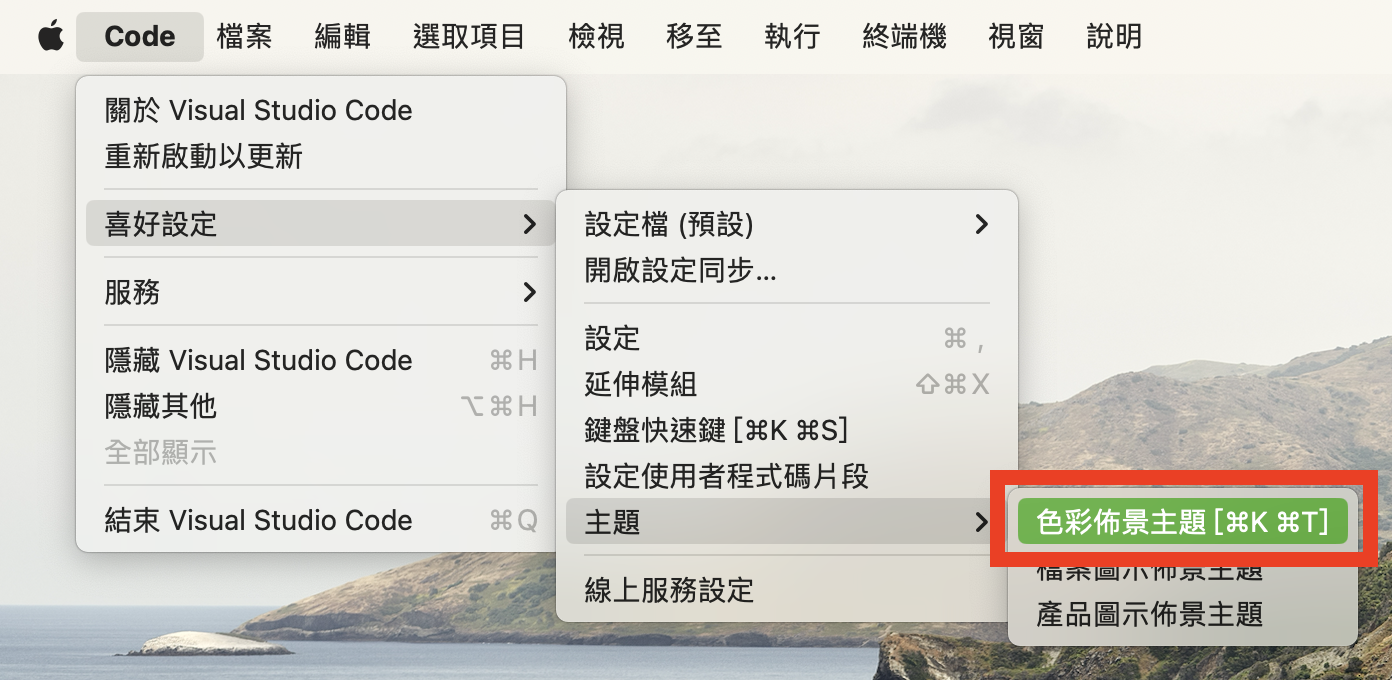 Code 檔案 編輯 選取項目 檢視 移至 執行 終端機 視窗 說明
關於 Visual Studio Code
重新啟動以更新
喜好設定
服務
隱藏 Visual Studio Code ⌘H
隱藏其他 ⌥⌘H
全部顯示
結束 Visual Studio Code ⌘Q
設定檔 (預設)
開啟設定同步...
設定 ⌘ ,
延伸模組 ⇧⌘X
鍵盤快速鍵 [⌘K ⌘S]
設定使用者程式碼片段
主題
線上服務設定
色彩佈景主題 [⌘K ⌘T]
檔案圖示佈景主題
產品圖示佈景主題